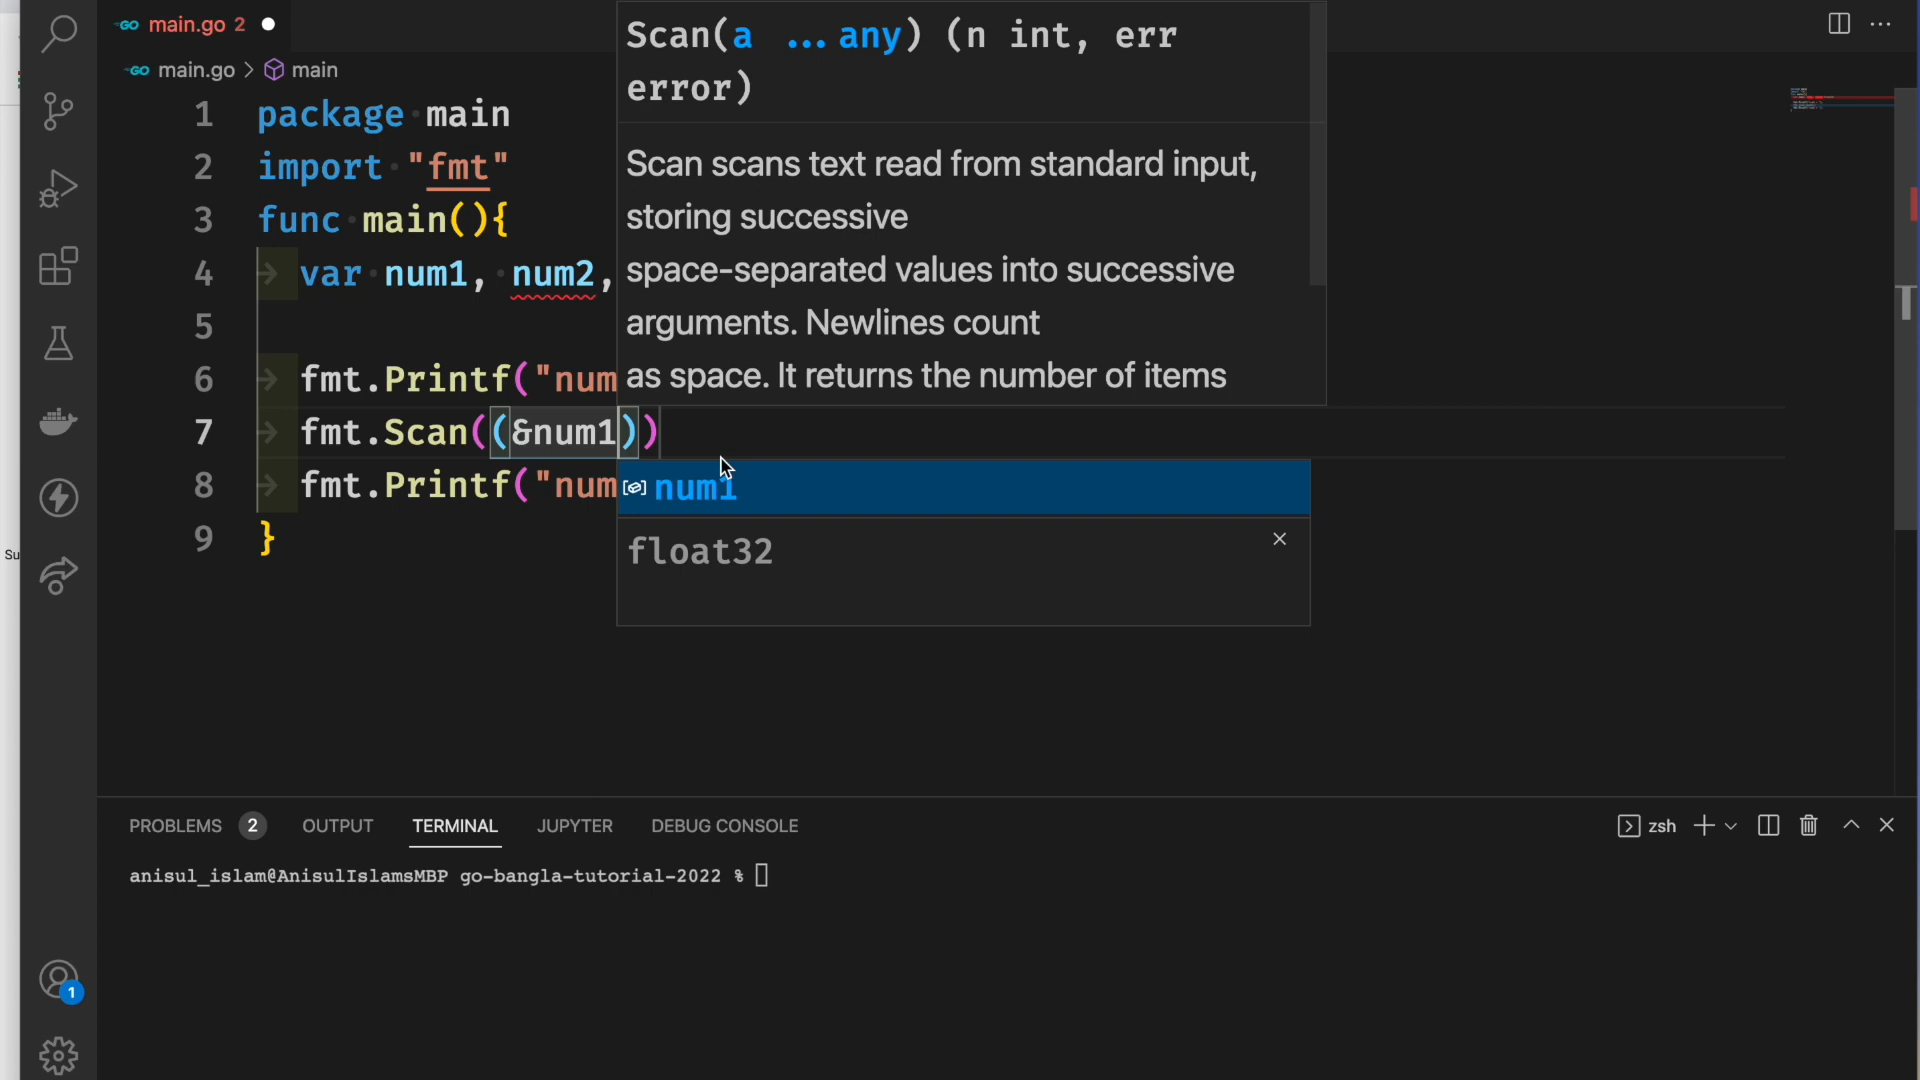 main.go 2
Scan(a ...any) (n int, err
error)
main.go > main
1 package main
2 import "fmt"
3 func main(){
Scan scans text read from standard input,
storing successive
space-separated values into successive
arguments. Newlines count
as space. It returns the number of items
4 var num1, num2,
5
6 fmt.Printf("num
7 fmt.Scan((&num1))
8 fmt.Printf("num
num1
9 }
float32
Su
PROBLEMS 2 OUTPUT TERMINAL JUPYTER DEBUG CONSOLE
zsh
anisul_islam@AnisulIslamsMBP go-bangla-tutorial-2022 %
1